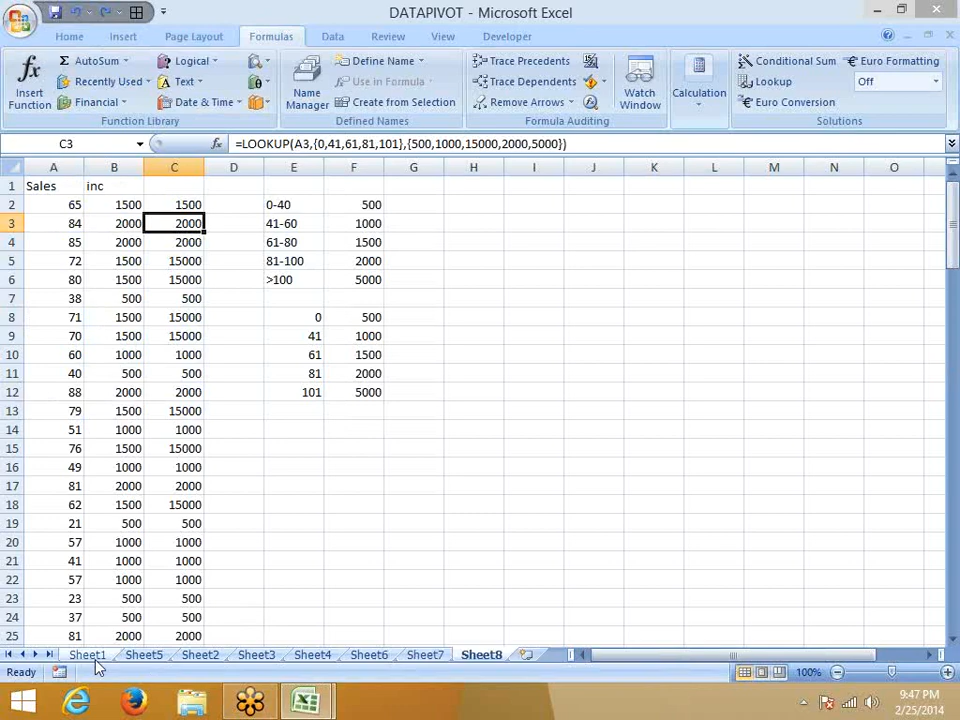 DATAPIVOT - Microsoft Excel
Home Insert Page Layout Formulas Data Review View Developer
fx Insert Function
Σ AutoSum
Recently Used
Financial
Logical
Text
Date & Time
Function Library
Name Manager
Define Name
Use in Formula
Create from Selection
Defined Names
Trace Precedents
Trace Dependents
Remove Arrows
Formula Auditing
Watch Window
Calculation
Conditional Sum
Lookup
Euro Conversion
Euro Formatting
Off
Solutions
C3 fx =LOOKUP(A3,{0,41,61,81,101},{500,1000,15000,2000,5000})
A B C D E F G H I J K L M N O
1 Sales inc
2 65 1500 1500 0-40 500
3 84 2000 2000 41-60 1000
4 85 2000 2000 61-80 1500
5 72 1500 15000 81-100 2000
6 80 1500 15000 >100 5000
7 38 500 500
8 71 1500 15000 0 500
9 70 1500 15000 41 1000
10 60 1000 1000 61 1500
11 40 500 500 81 2000
12 88 2000 2000 101 5000
13 79 1500 15000
14 51 1000 1000
15 76 1500 15000
16 49 1000 1000
17 81 2000 2000
18 62 1500 15000
19 21 500 500
20 57 1000 1000
21 41 1000 1000
22 57 1000 1000
23 23 500 500
24 37 500 500
25 81 2000 2000
Sheet1 Sheet5 Sheet2 Sheet3 Sheet4 Sheet6 Sheet7 Sheet8
Ready 100%
9:47 PM
2/25/2014